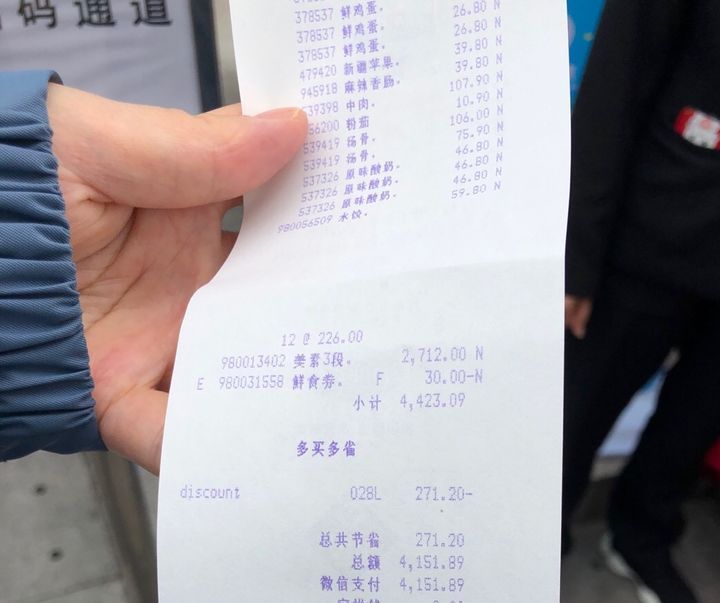 扫码通道
378537 鲜鸡蛋。
378537 鲜鸡蛋。 26.80 N
378537 鲜鸡蛋。 26.80 N
479420 新疆苹果。 39.80 N
945918 麻辣香肠。 39.80 N
539398 中肉。 107.90 N
56200 粉茄 10.90 N
539419 汤骨。 106.00 N
539419 汤骨。 75.90 N
537326 原味酸奶。 46.80 N
537326 原味酸奶。 46.80 N
537326 原味酸奶。 46.80 N
980056509 水饺。 59.80 N
12 @ 226.00
980013402 美素3段。 2,712.00 N
E 980031558 鲜食券。 F 30.00-N
小计 4,423.09
多买多省
discount 028L 271.20-
总共节省 271.20
总额 4,151.89
微信支付 4,151.89